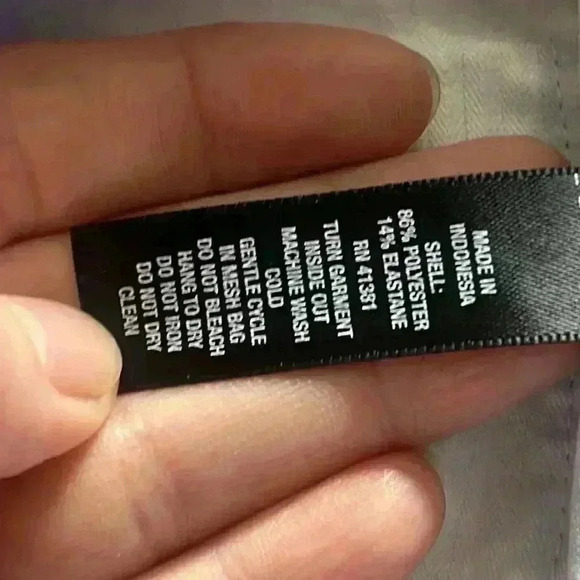 MADE IN
INDONESIA
SHELL:
86% POLYESTER
14% ELASTANE
RN 41381
TURN GARMENT
INSIDE OUT
MACHINE WASH
COLD
GENTLE CYCLE
IN MESH BAG
DO NOT BLEACH
HANG TO DRY
DO NOT IRON
DO NOT DRY
CLEAN